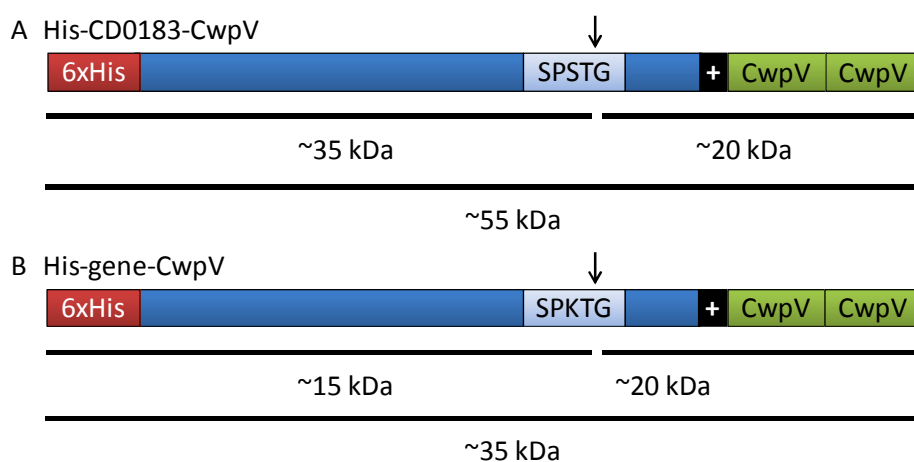 A His-CD0183-CwpV
6xHis SPSTG + CwpV CwpV
~35 kDa ~20 kDa
~55 kDa
B His-gene-CwpV
6xHis SPKTG + CwpV CwpV
~15 kDa ~20 kDa
~35 kDa